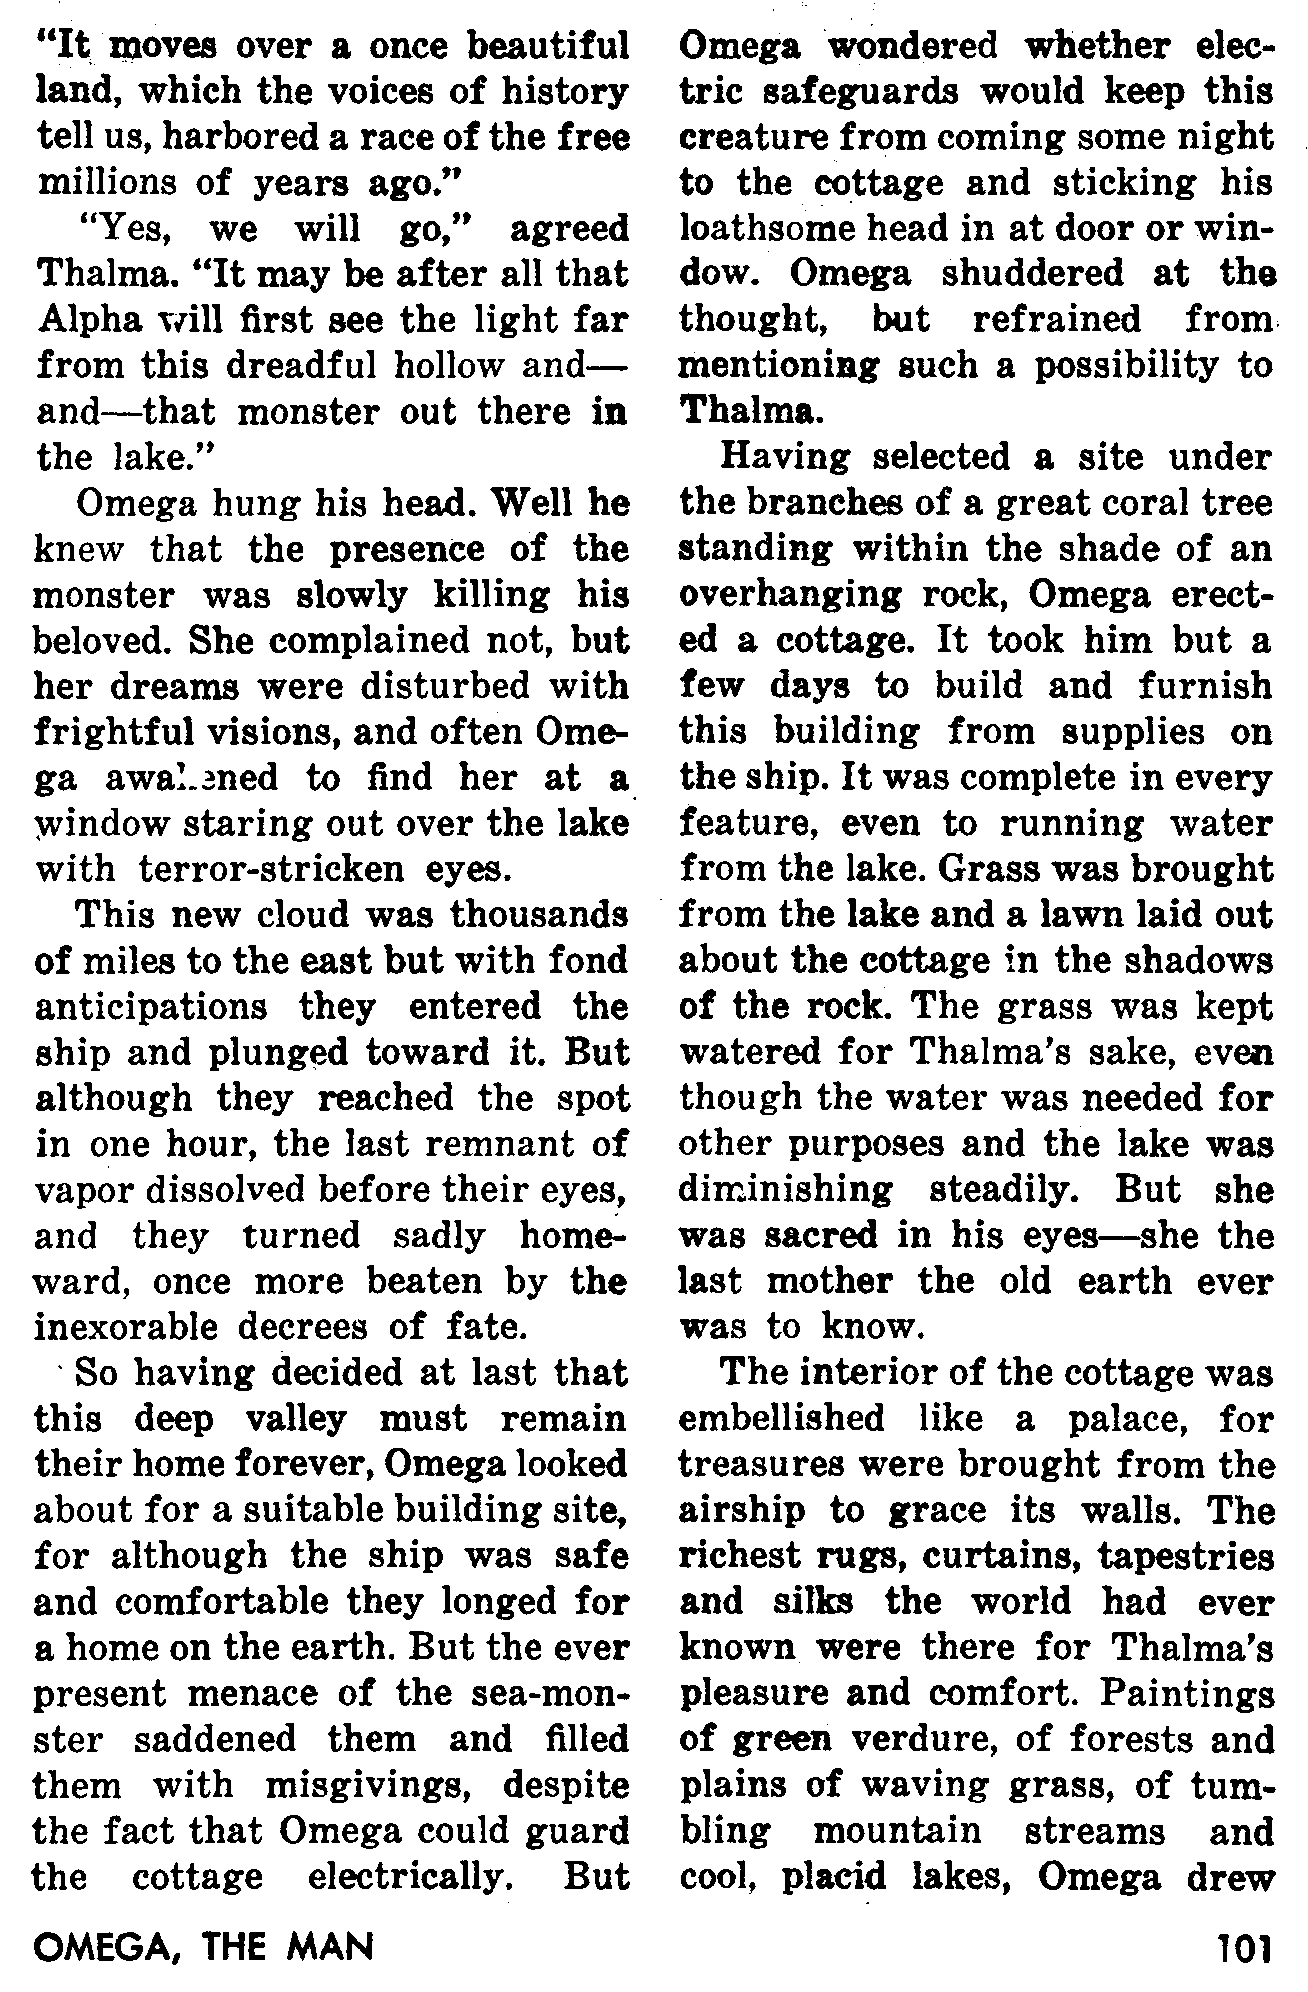 “It moves over a once beautiful
land, which the voices of history
tell us, harbored a race of the free
millions of years ago.”
“Yes, we will go,” agreed
Thalma. “It may be after all that
Alpha will first see the light far
from this dreadful hollow and—
and—that monster out there in
the lake.”
Omega hung his head. Well he
knew that the presence of the
monster was slowly killing his
beloved. She complained not, but
her dreams were disturbed with
frightful visions, and often Ome-
ga awakened to find her at a
window staring out over the lake
with terror-stricken eyes.
This new cloud was thousands
of miles to the east but with fond
anticipations they entered the
ship and plunged toward it. But
although they reached the spot
in one hour, the last remnant of
vapor dissolved before their eyes,
and they turned sadly home-
ward, once more beaten by the
inexorable decrees of fate.
So having decided at last that
this deep valley must remain
their home forever, Omega looked
about for a suitable building site,
for although the ship was safe
and comfortable they longed for
a home on the earth. But the ever
present menace of the sea-mon-
ster saddened them and filled
them with misgivings, despite
the fact that Omega could guard
the cottage electrically. But
Omega wondered whether elec-
tric safeguards would keep this
creature from coming some night
to the cottage and sticking his
loathsome head in at door or win-
dow. Omega shuddered at the
thought, but refrained from
mentioning such a possibility to
Thalma.
Having selected a site under
the branches of a great coral tree
standing within the shade of an
overhanging rock, Omega erect-
ed a cottage. It took him but a
few days to build and furnish
this building from supplies on
the ship. It was complete in every
feature, even to running water
from the lake. Grass was brought
from the lake and a lawn laid out
about the cottage in the shadows
of the rock. The grass was kept
watered for Thalma’s sake, even
though the water was needed for
other purposes and the lake was
diminishing steadily. But she
was sacred in his eyes—she the
last mother the old earth ever
was to know.
The interior of the cottage was
embellished like a palace, for
treasures were brought from the
airship to grace its walls. The
richest rugs, curtains, tapestries
and silks the world had ever
known were there for Thalma’s
pleasure and comfort. Paintings
of green verdure, of forests and
plains of waving grass, of tum-
bling mountain streams and
cool, placid lakes, Omega drew
OMEGA, THE MAN
101